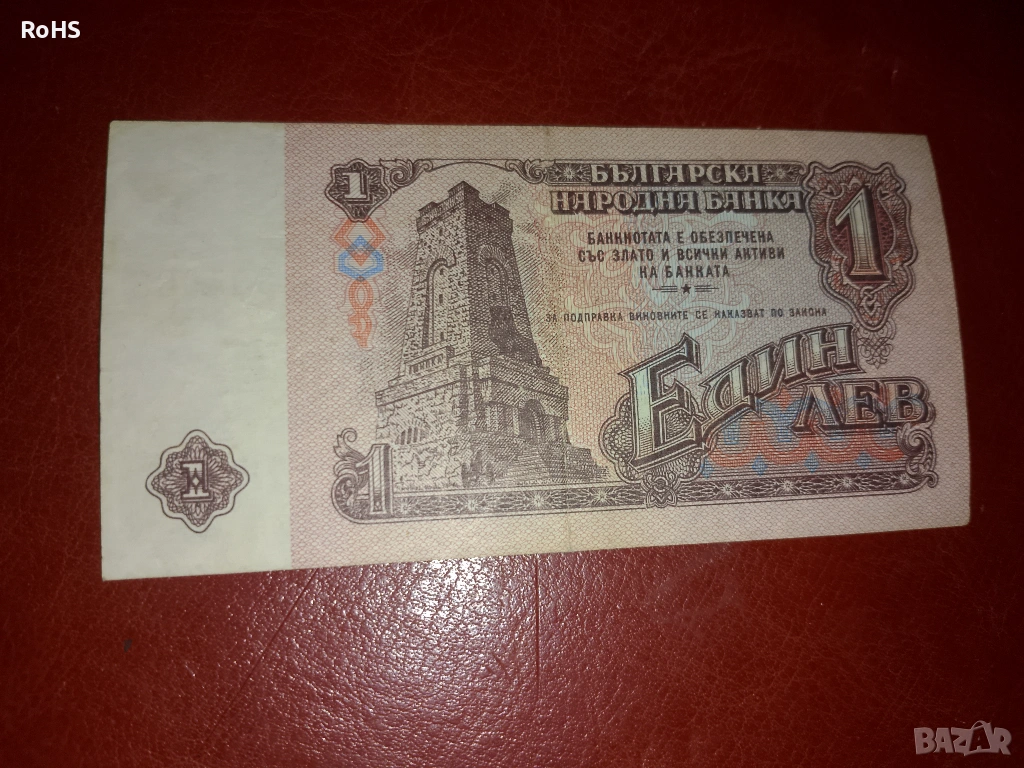 RoHS
1
БЪЛГАРСКА
НАРОДНА БАНКА
1
БАНКНОТАТА Е ОБЕЗПЕЧЕНА
СЪС ЗЛАТО И ВСИЧКИ АКТИВИ
НА БАНКАТА
ЗА ПОДПРАВКА ВИНОВНИТЕ СЕ НАКАЗВАТ ПО ЗАКОНА
ЕДИН
ЛЕВ
1
1
BAZAR